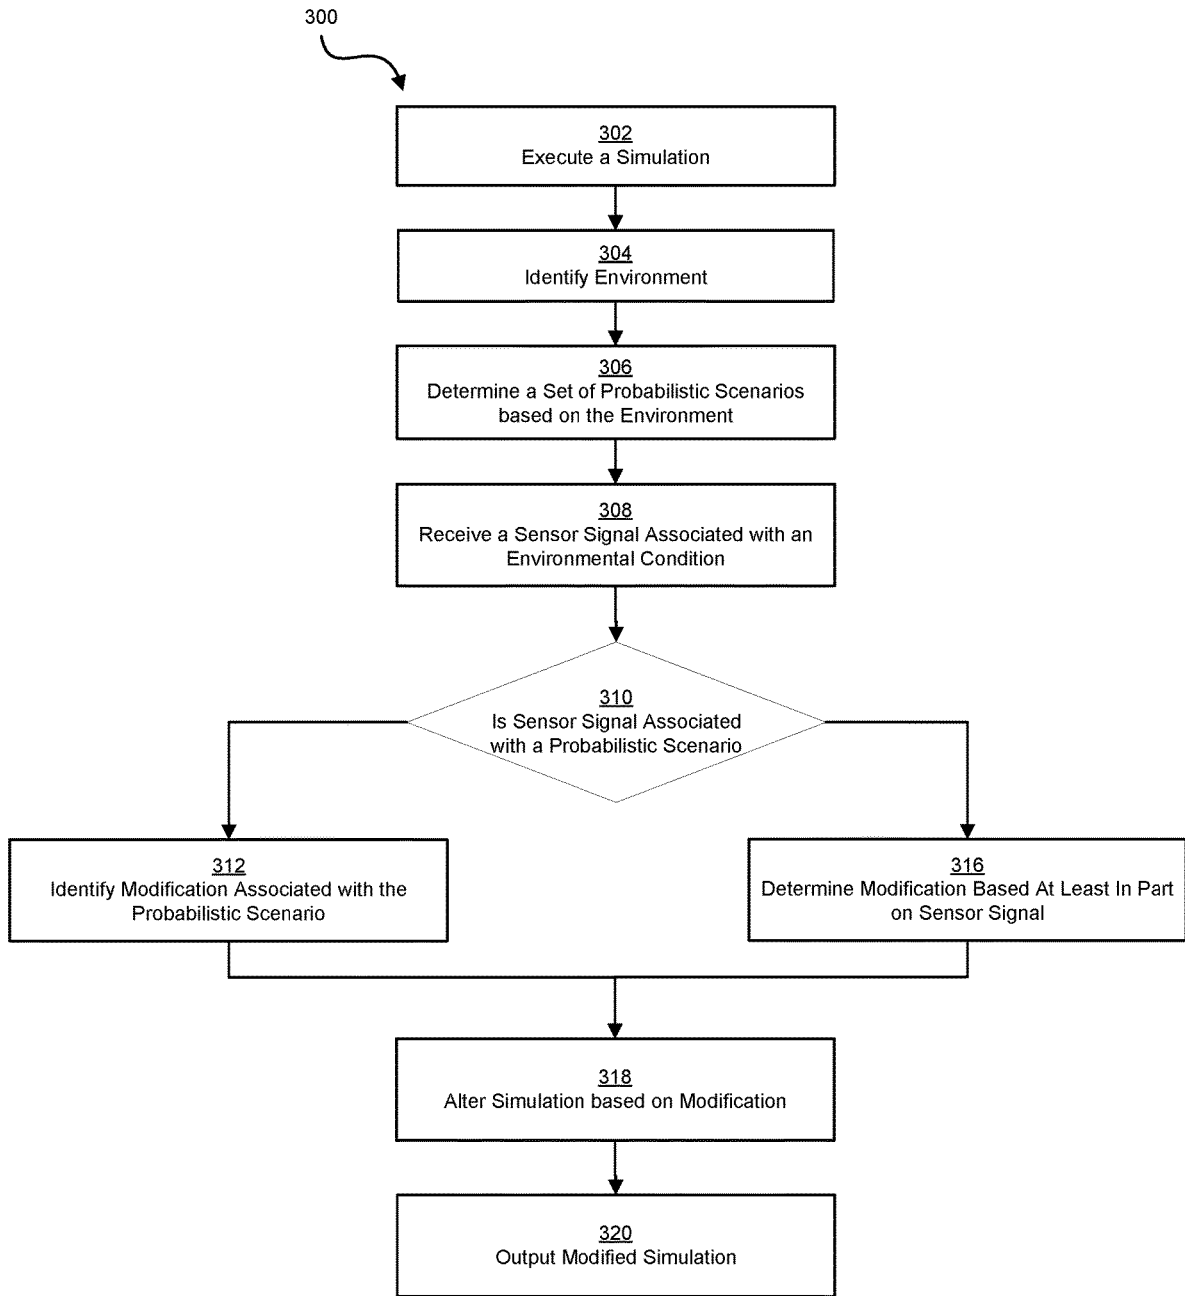 300
302
Execute a Simulation
304
Identify Environment
306
Determine a Set of Probabilistic Scenarios
based on the Environment
308
Receive a Sensor Signal Associated with an
Environmental Condition
310
Is Sensor Signal Associated
with a Probabilistic Scenario
312
Identify Modification Associated with the
Probabilistic Scenario
316
Determine Modification Based At Least In Part
on Sensor Signal
318
Alter Simulation based on Modification
320
Output Modified Simulation